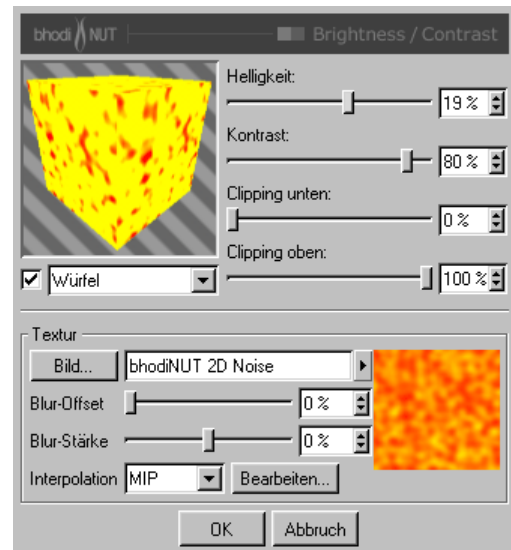 bhodi NUT Brightness / Contrast
Helligkeit:
19 %
Kontrast:
80 %
Clipping unten:
0 %
Clipping oben:
Würfel
100 %
Textur
Bild... bhodiNUT 2D Noise
Blur-Offset 0 %
Blur-Stärke 0 %
Interpolation MIP Bearbeiten...
OK Abbruch